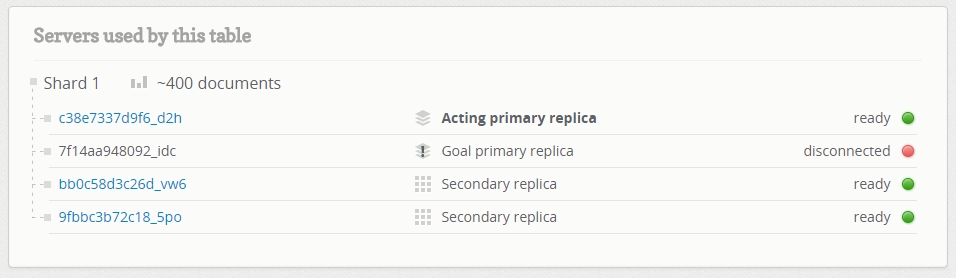 Servers used by this table
Shard 1 ~400 documents
c38e7337d9f6_d2h Acting primary replica ready
7f14aa948092_idc Goal primary replica disconnected
bb0c58d3c26d_vw6 Secondary replica ready
9fbbc3b72c18_5po Secondary replica ready